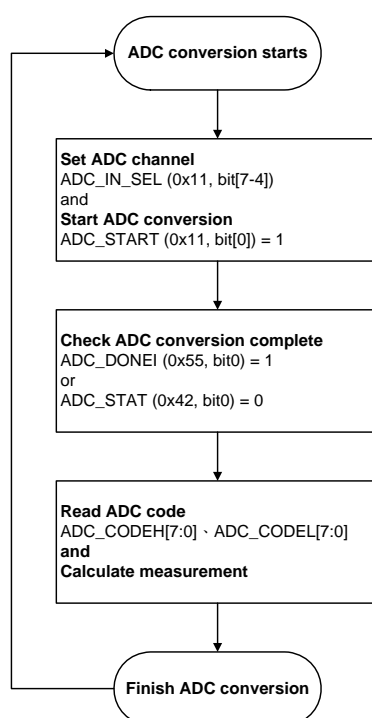 ADC conversion starts
Set ADC channel
ADC_IN_SEL (0x11, bit[7-4])
and
Start ADC conversion
ADC_START (0x11, bit[0]) = 1
Check ADC conversion complete
ADC_DONEI (0x55, bit0) = 1
or
ADC_STAT (0x42, bit0) = 0
Read ADC code
ADC_CODEH[7:0]、ADC_CODEL[7:0]
and
Calculate measurement
Finish ADC conversion